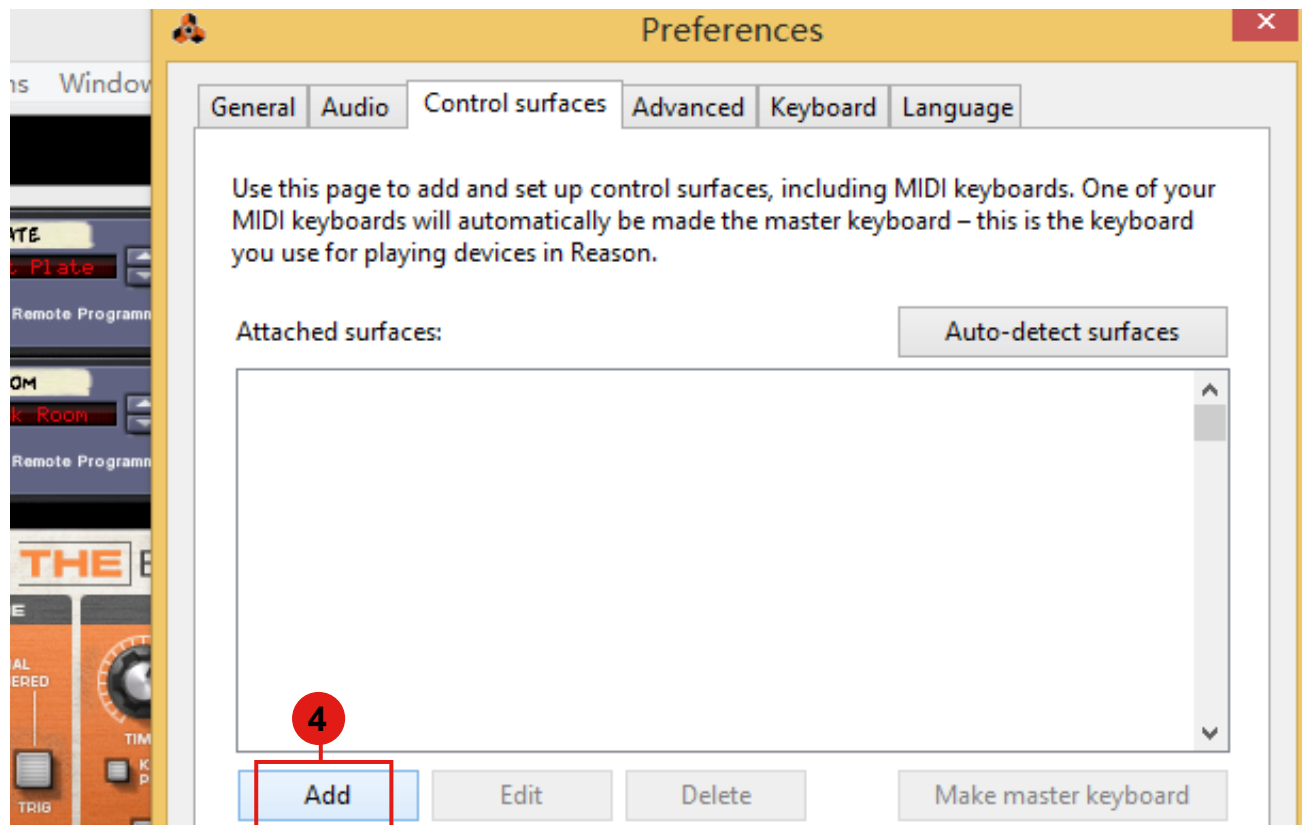 Preferences
ns Window
General Audio Control surfaces Advanced Keyboard Language
Use this page to add and set up control surfaces, including MIDI keyboards. One of your
MIDI keyboards will automatically be made the master keyboard – this is the keyboard
you use for playing devices in Reason.
Attached surfaces:
Auto-detect surfaces
Plate
Remote Programm
Room
Remote Programm
THE
TIM
TRIG
4
Add Edit Delete Make master keyboard